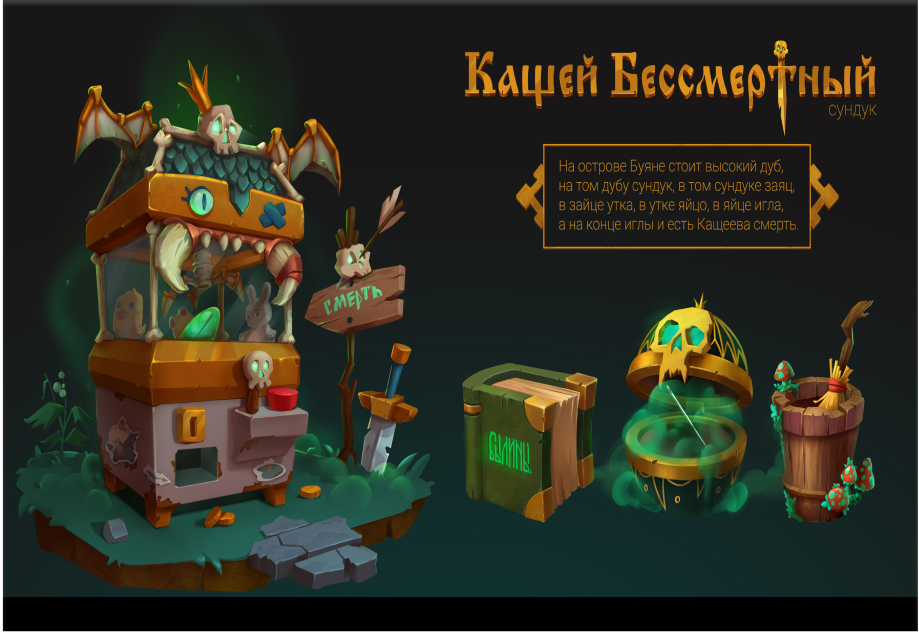 Кащей Бессмертный
сундук
На острове Буяне стоит высокий дуб,
на том дубу сундук, в том сундуке заяц,
в зайце утка, в утке яйцо, в яйце игла,
а на конце иглы и есть Кащеева смерть.
смерть
былины